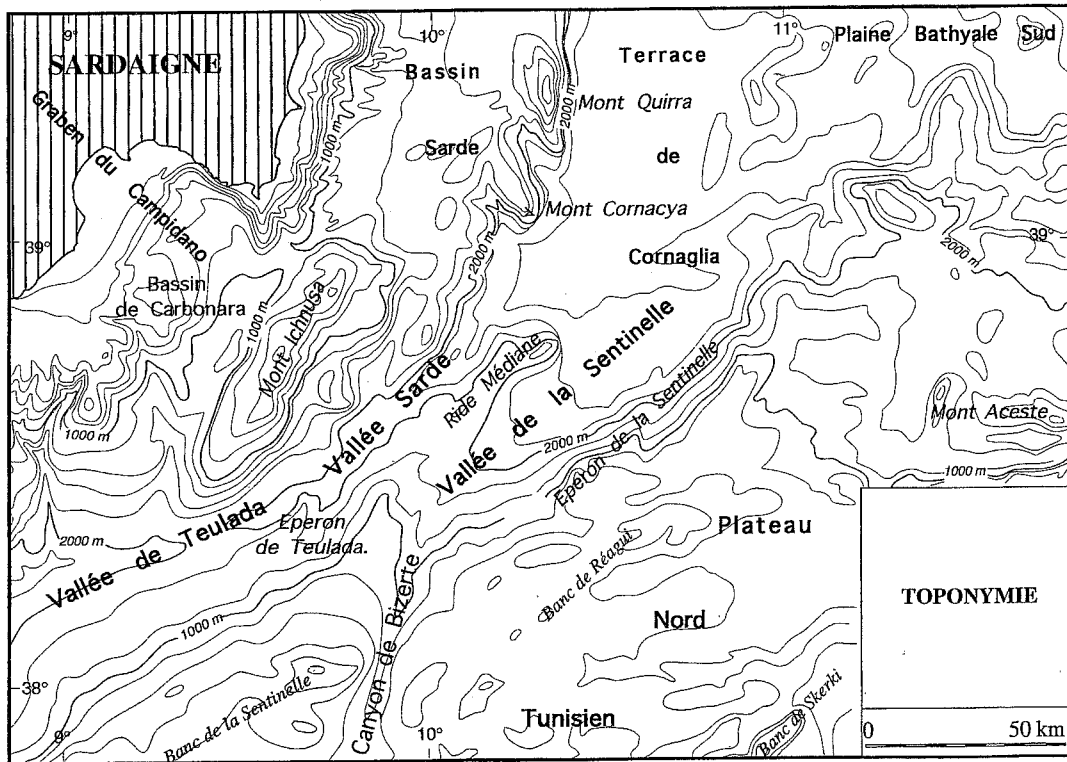 9°
10°
11°
Plaine Bathyale Sud
SARDAIGNE
Bassin
Terrace
Graben du Campidano
1000 m
2000 m
Mont Quirra
Sarde
de
Mont Cornacya
39°
39°
2000 m
2000 m
Cornaglia
Bassin
de Carbonara
1000 m
Mont Ichnusa
Vallée Sarde
Ride Médiane
Vallée de la Sentinelle
Eperon de la Sentinelle
2000 m
Mont Aceste
1000 m
1000 m
2000 m
Vallée de Teulada
Eperon
de Teulada.
Plateau
Banc de Réagui
Canyon de Bizerte
1000 m
Nord
TOPONYMIE
38°
Banc de la Sentinelle
Tunisien
Banc de Skerki
9°
10°
0 50 km